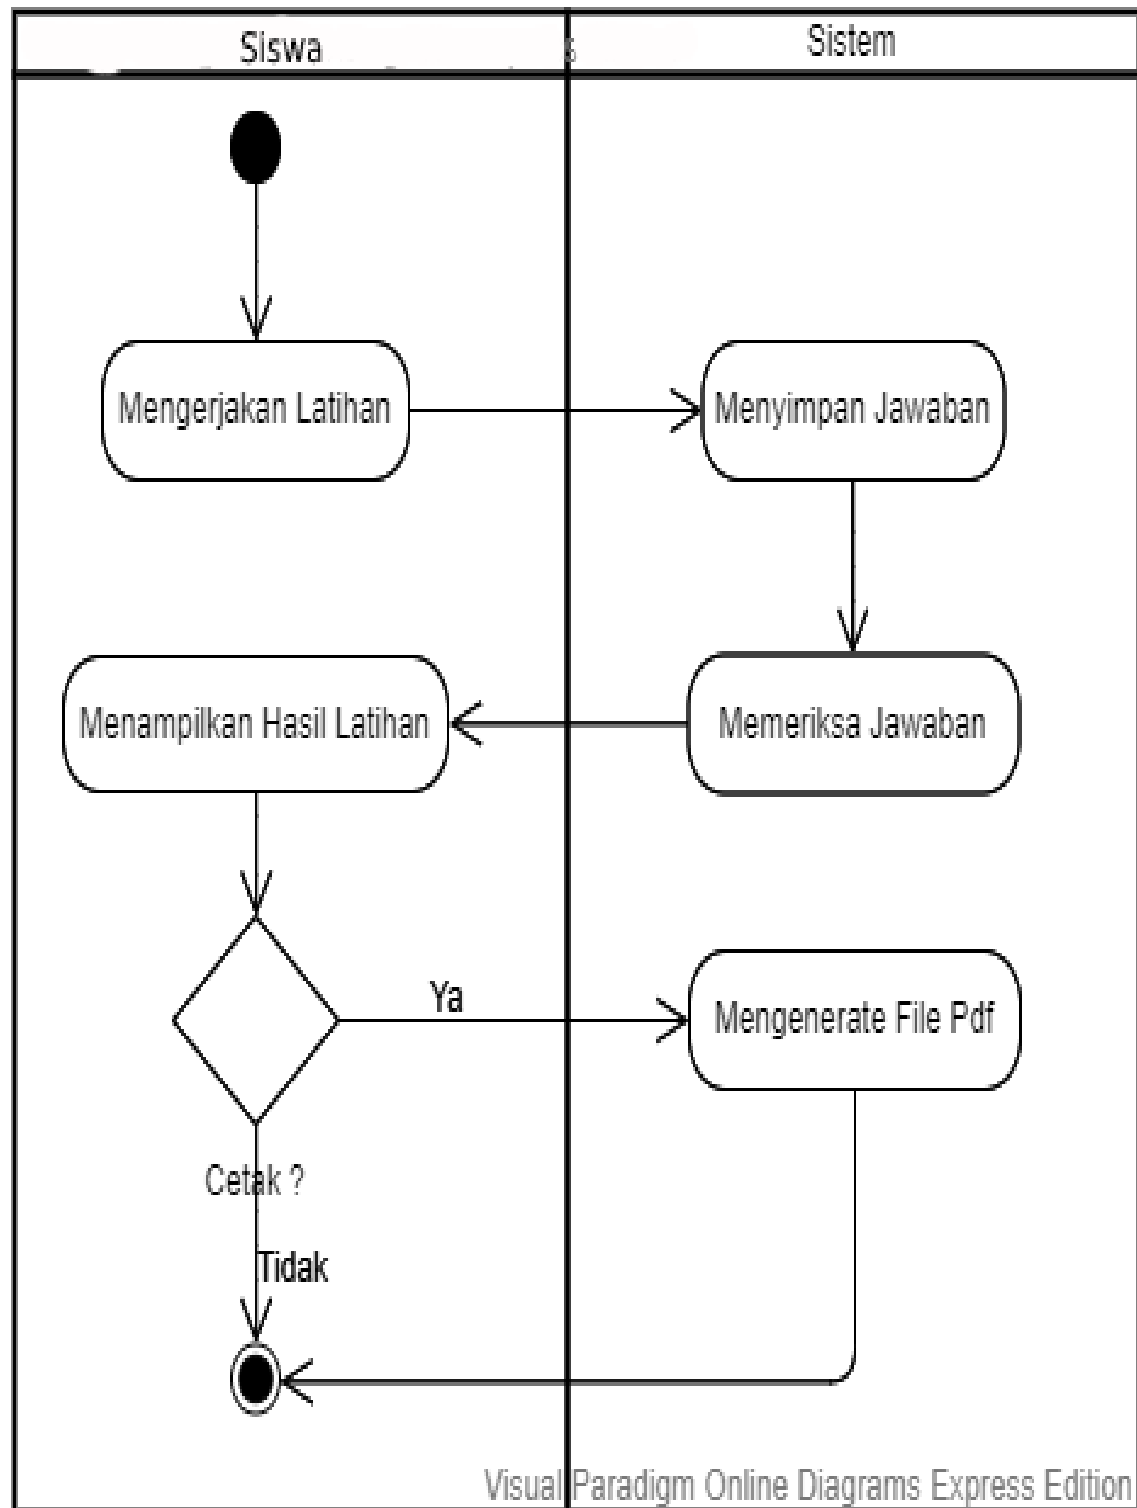 Siswa
Sistem
Mengerjakan Latihan
Menyimpan Jawaban
Menampilkan Hasil Latihan
Memeriksa Jawaban
Ya
Mengenerate File Pdf
Cetak ?
Tidak
Visual Paradigm Online Diagrams Express Edition